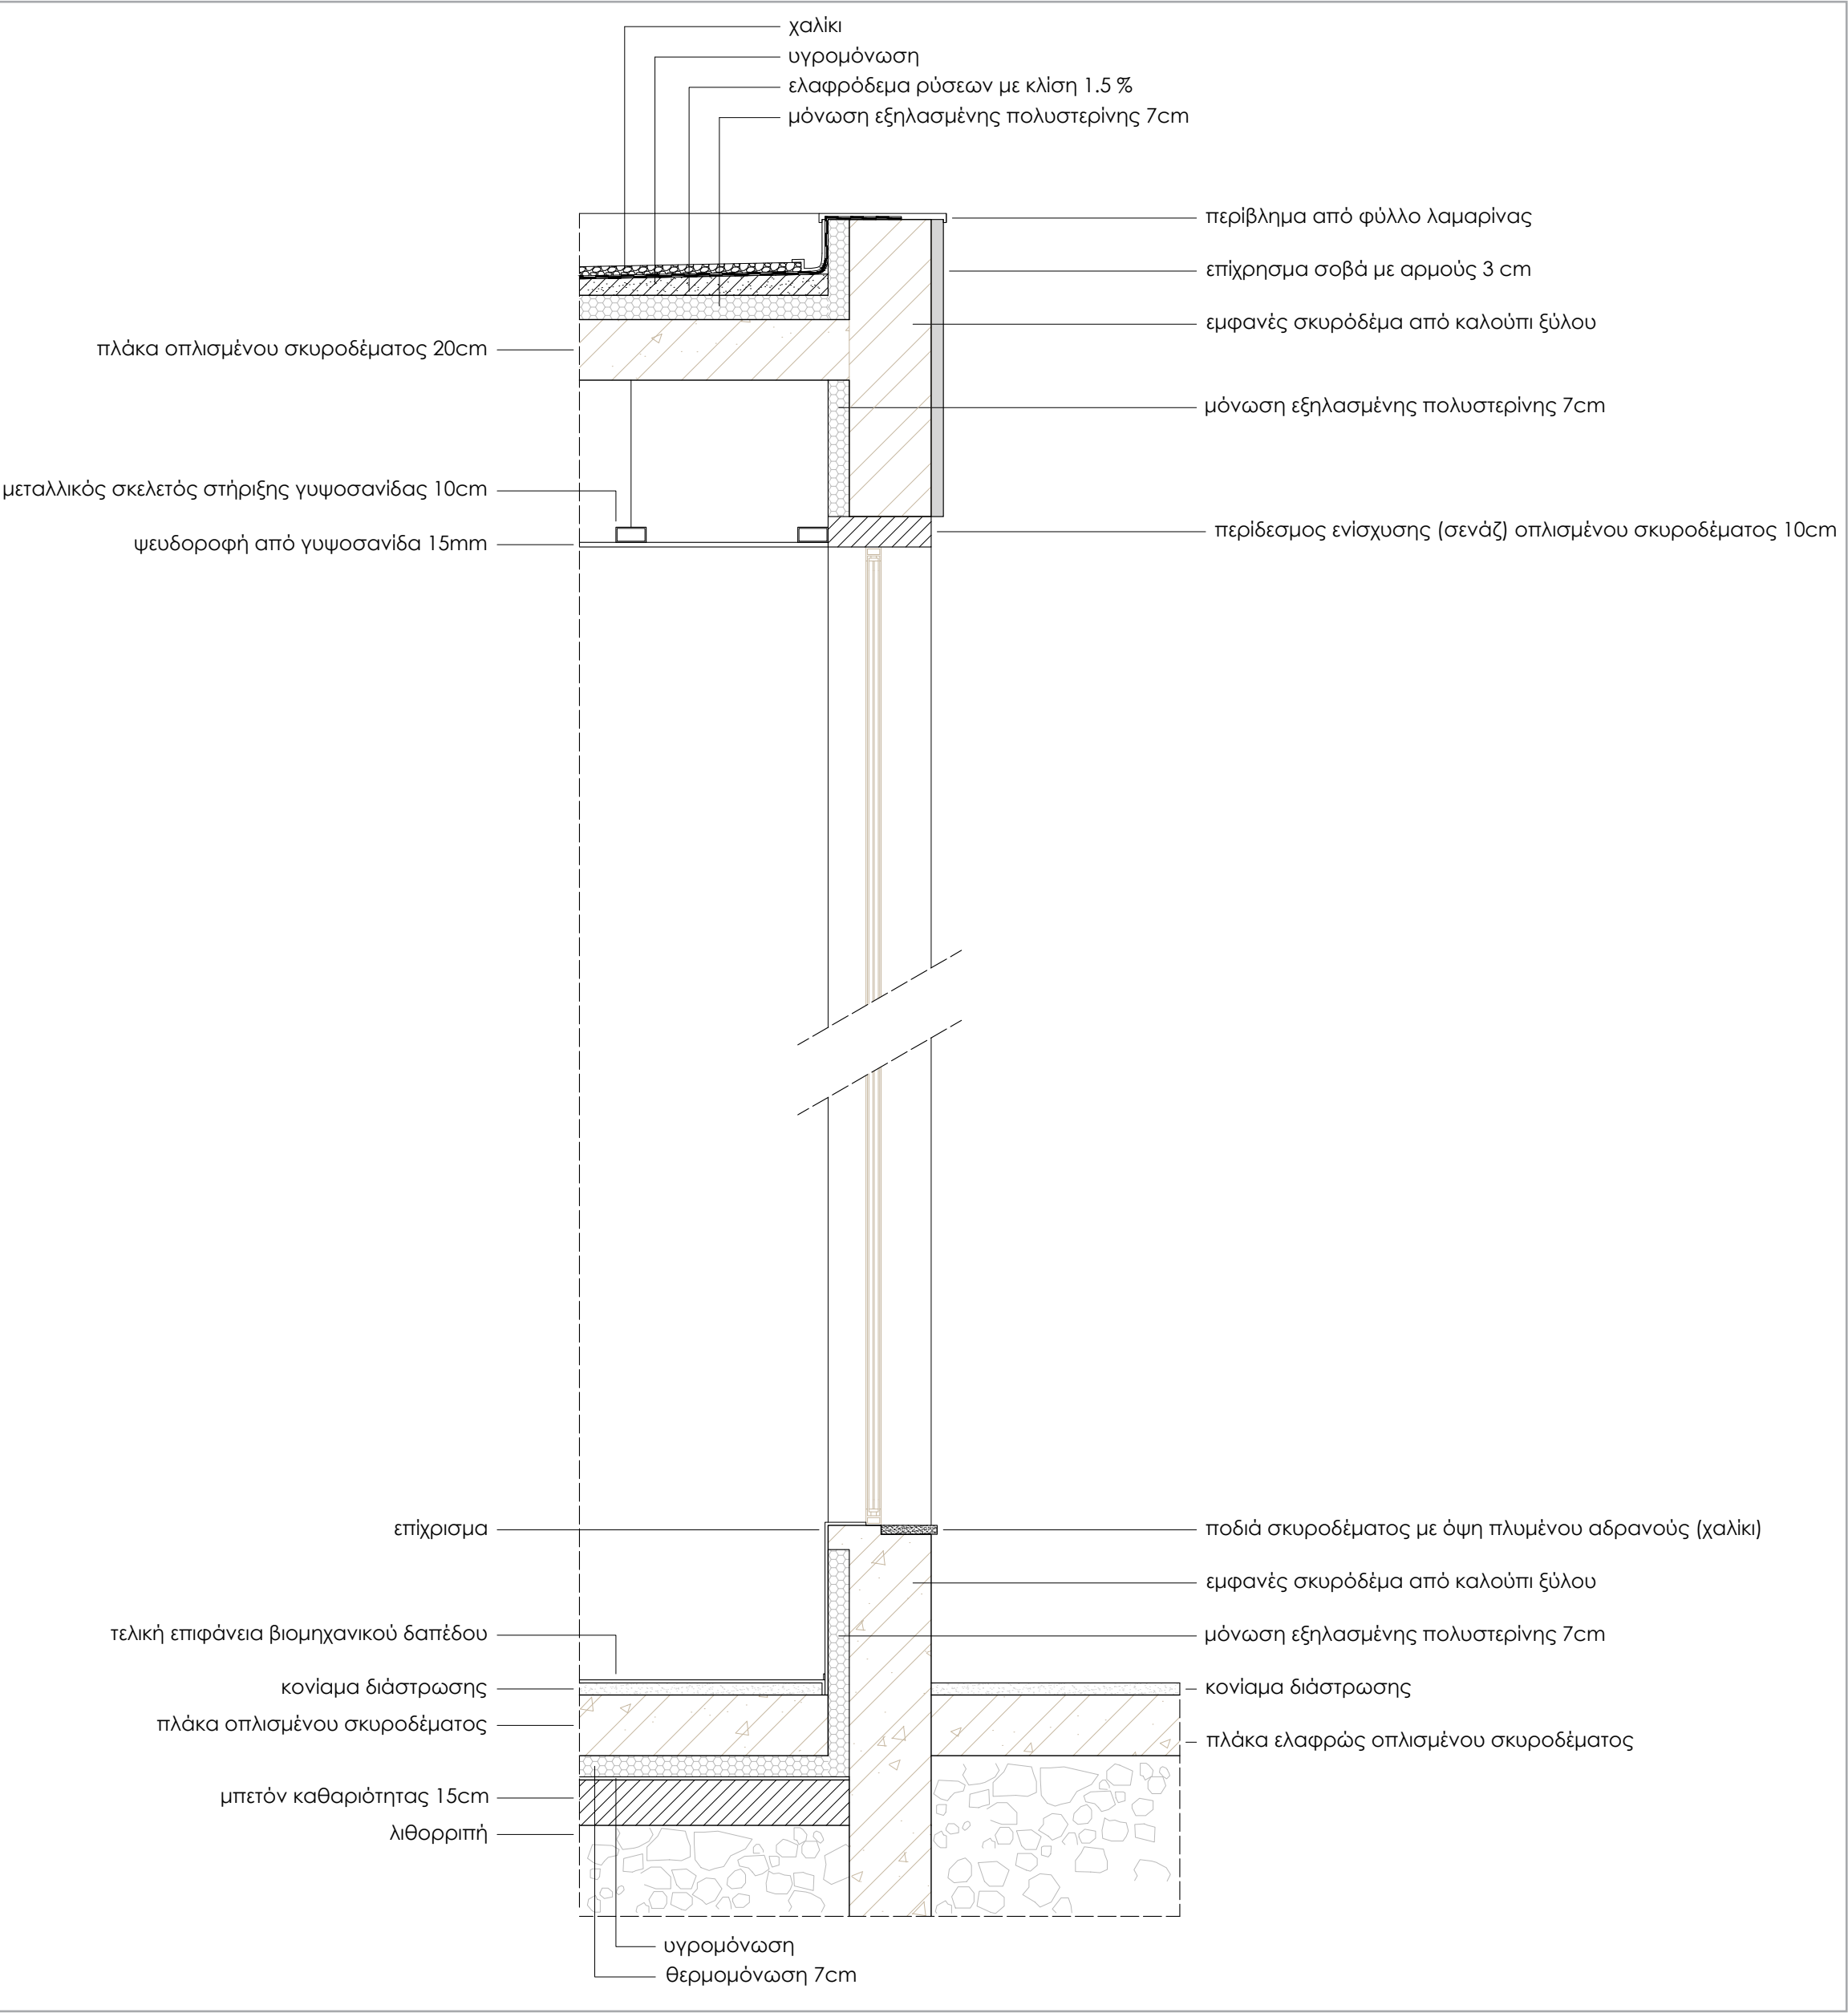 χαλίκι
υγρομόνωση
ελαφρόδεμα ρύσεων με κλίση 1.5 %
μόνωση εξηλασμένης πολυστερίνης 7cm
περίβλημα από φύλλο λαμαρίνας
επίχρησμα σοβά με αρμούς 3 cm
εμφανές σκυρόδέμα από καλούπι ξύλου
πλάκα οπλισμένου σκυροδέματος 20cm
μόνωση εξηλασμένης πολυστερίνης 7cm
μεταλλικός σκελετός στήριξης γυψοσανίδας 10cm
περίδεσμος ενίσχυσης (σενάζ) οπλισμένου σκυροδέματος 10cm
ψευδοροφή από γυψοσανίδα 15mm
επίχρισμα
ποδιά σκυροδέματος με όψη πλυμένου αδρανούς (χαλίκι)
εμφανές σκυρόδέμα από καλούπι ξύλου
τελική επιφάνεια βιομηχανικού δαπέδου
μόνωση εξηλασμένης πολυστερίνης 7cm
κονίαμα διάστρωσης
κονίαμα διάστρωσης
πλάκα οπλισμένου σκυροδέματος
πλάκα ελαφρώς οπλισμένου σκυροδέματος
μπετόν καθαριότητας 15cm
λιθορριπή
υγρομόνωση
θερμομόνωση 7cm